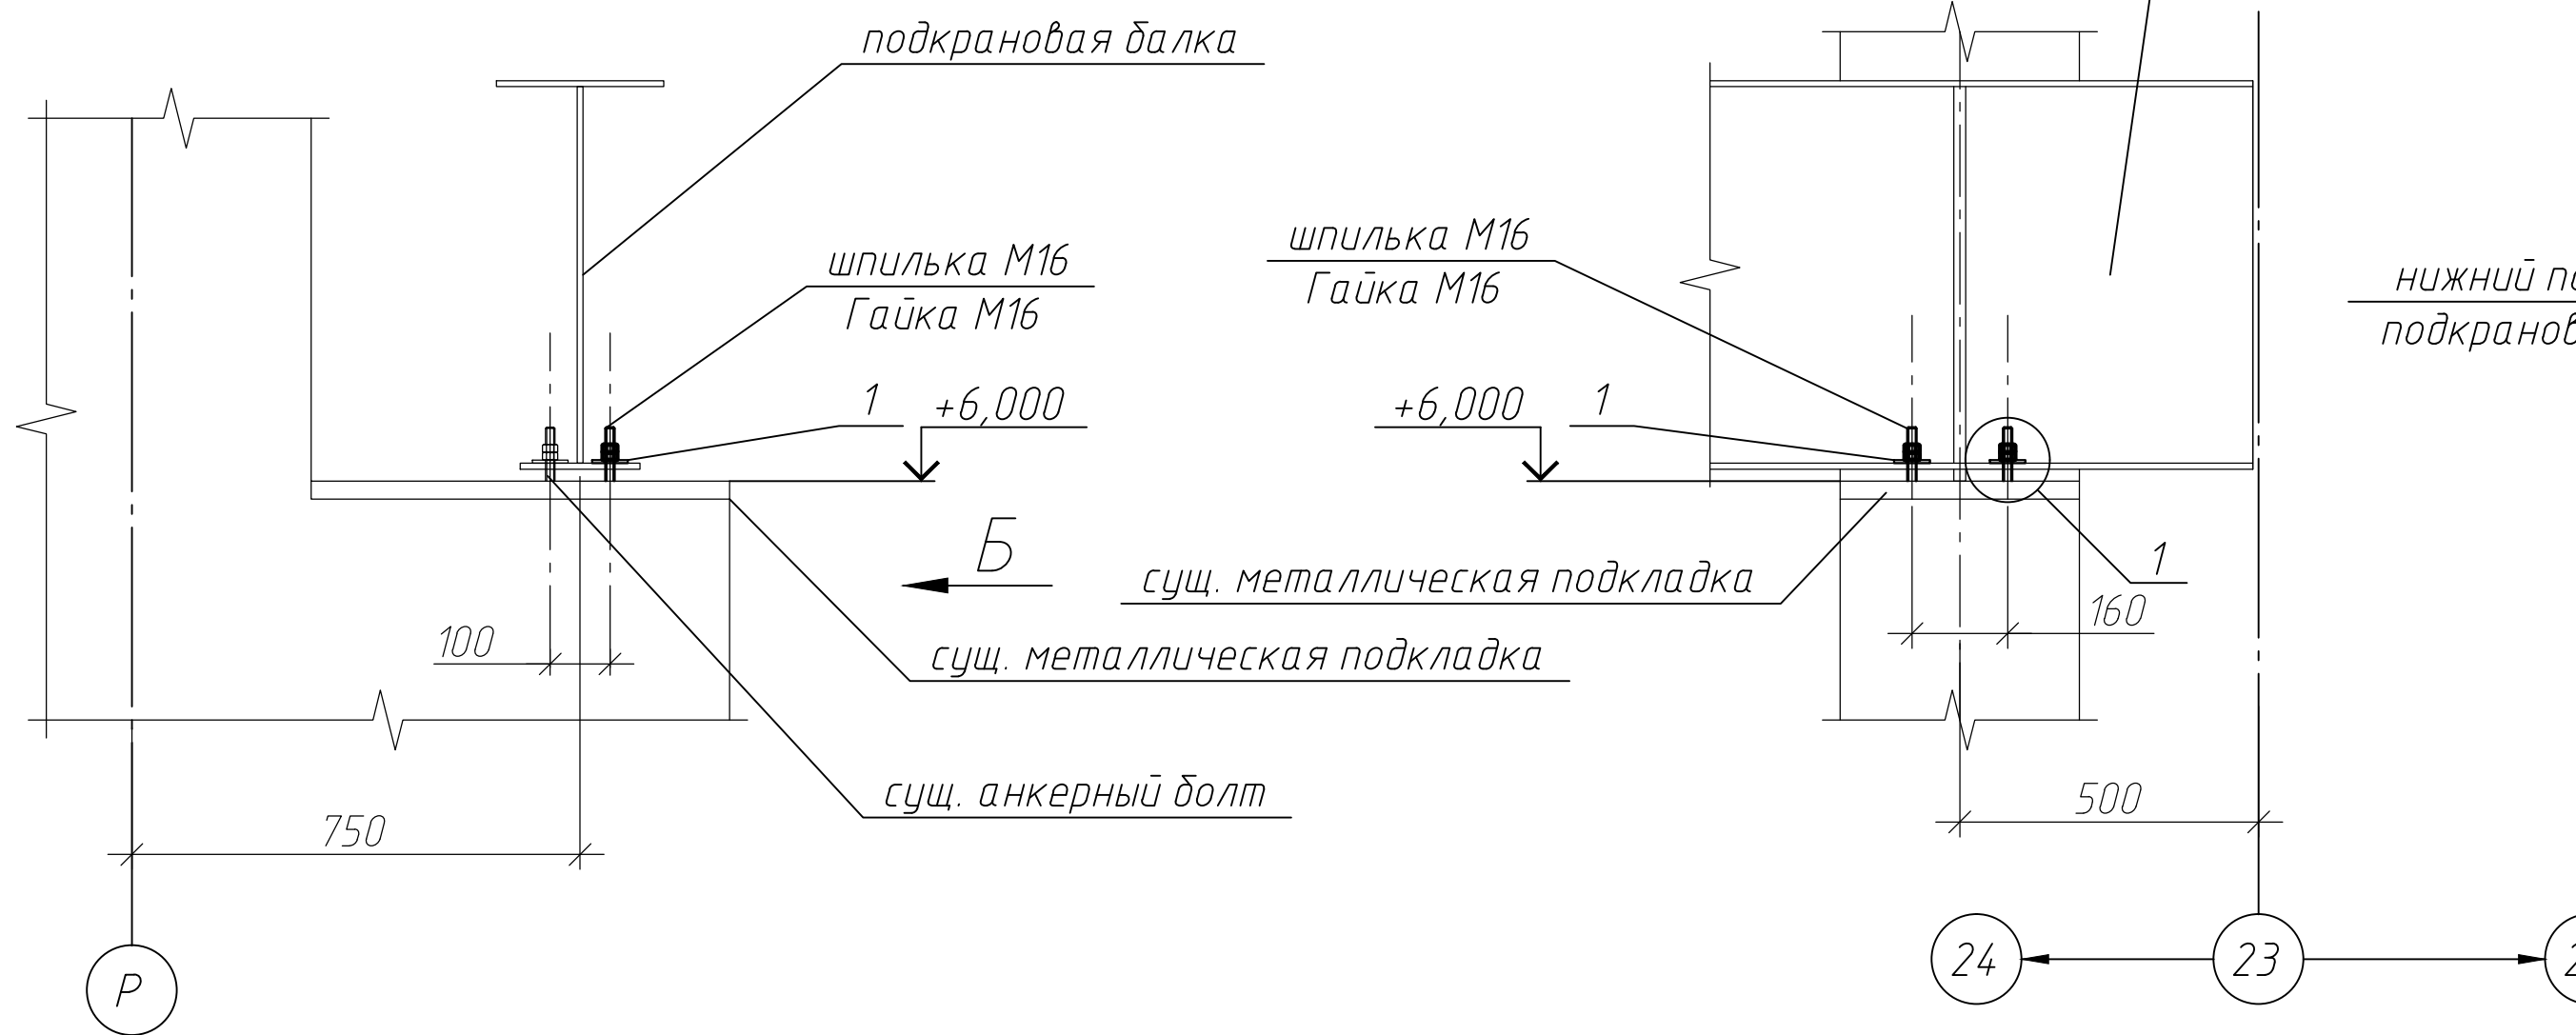 подкрановая балка
шпилька М16
Гайка М16
1
+6,000
Б
100
сущ. металлическая подкладка
сущ. анкерный болт
750
Р
шпилька М16
Гайка М16
+6,000
1
сущ. металлическая подкладка
1
160
500
24
23
нижний